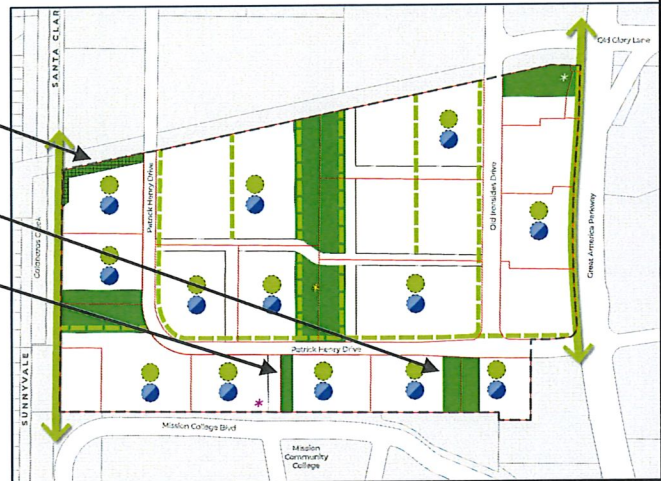 SANTA CLAR
Old Glory Lane
Patrick Henry Drive
Old Ironsides Drive
Great America Parkway
Calabazas Creek
Patrick Henry Drive
SUNNYVALE
Mission College Blvd
Mission
Community
College